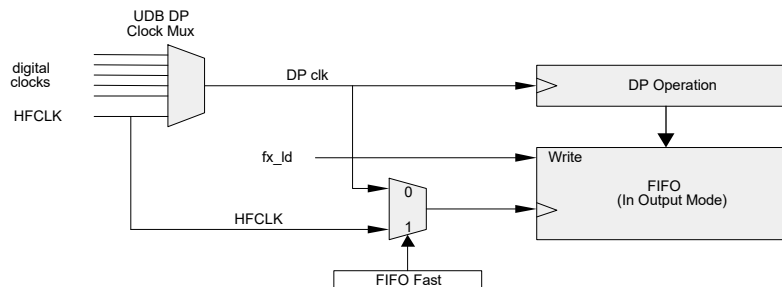 UDB DP
Clock Mux
digital
clocks
HFCLK
DP clk
DP Operation
fx_ld
Write
FIFO
(In Output Mode)
0
1
HFCLK
FIFO Fast